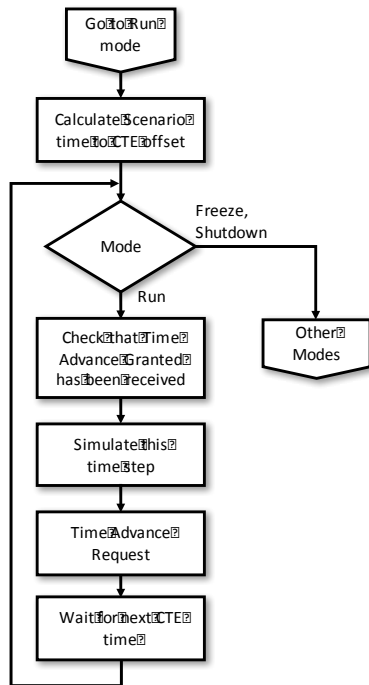 Go to Run
mode
Calculate Scenario
time to CTE offset
Mode
Freeze,
Shutdown
Run
Check that Time
Advance Granted
has been received
Other
Modes
Simulate this
time step
Time Advance
Request
Wait for next CTE
time